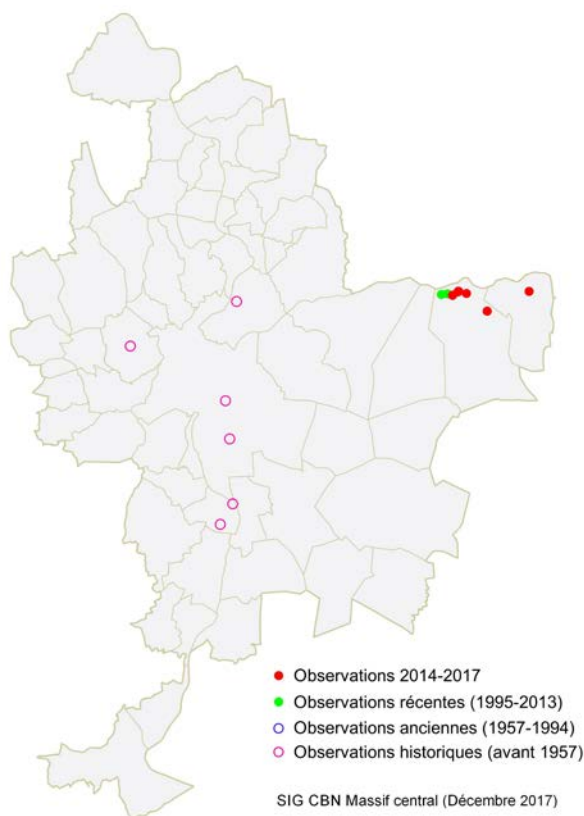 Observations 2014-2017
Observations récentes (1995-2013)
Observations anciennes (1957-1994)
Observations historiques (avant 1957)
SIG CBN Massif central (Décembre 2017)